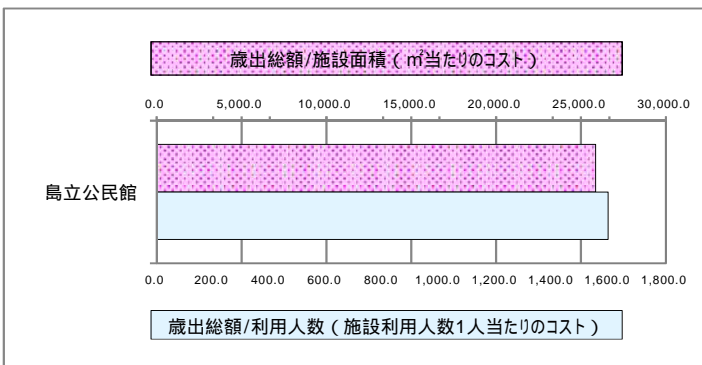 歳出総額/施設面積(㎡当たりのコスト)
0.0 5,000.0 10,000.0 15,000.0 20,000.0 25,000.0 30,000.0
島立公民館
0.0 200.0 400.0 600.0 800.0 1,000.0 1,200.0 1,400.0 1,600.0 1,800.0
歳出総額/利用人数(施設利用人数1人当たりのコスト)